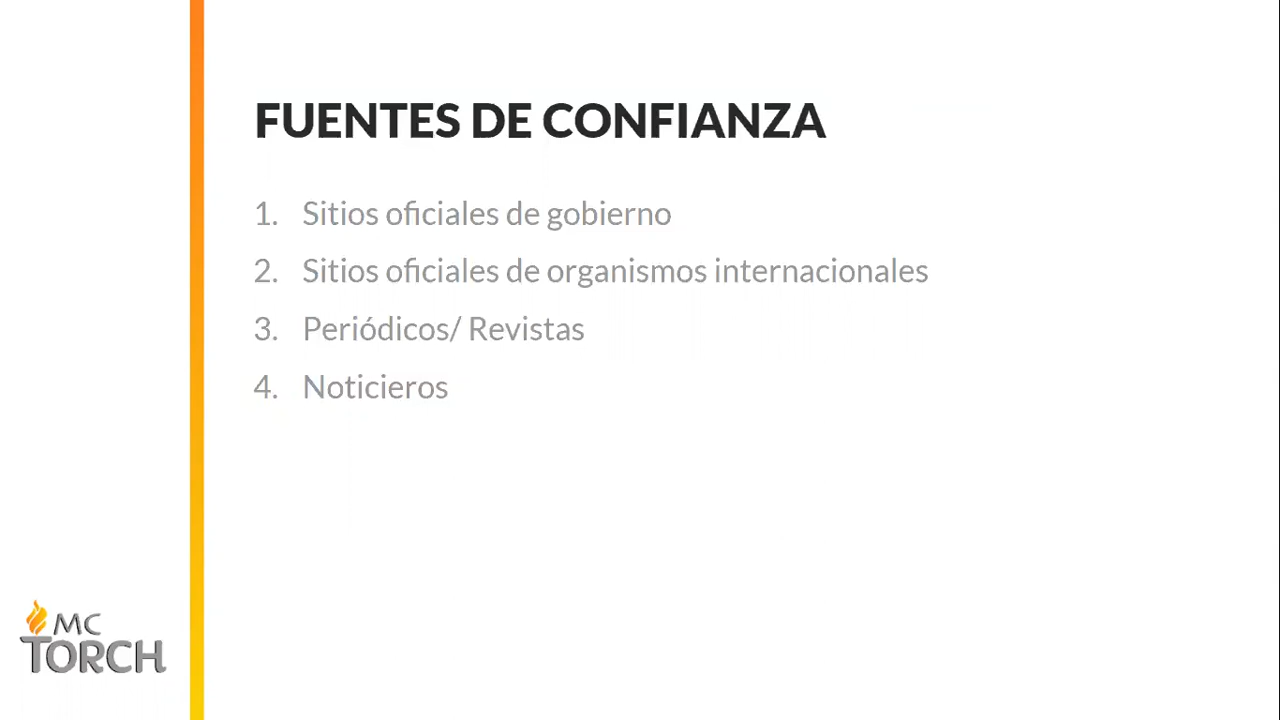 FUENTES DE CONFIANZA
1. Sitios oficiales de gobierno
2. Sitios oficiales de organismos internacionales
3. Periódicos/ Revistas
4. Noticieros
MC
TORCH